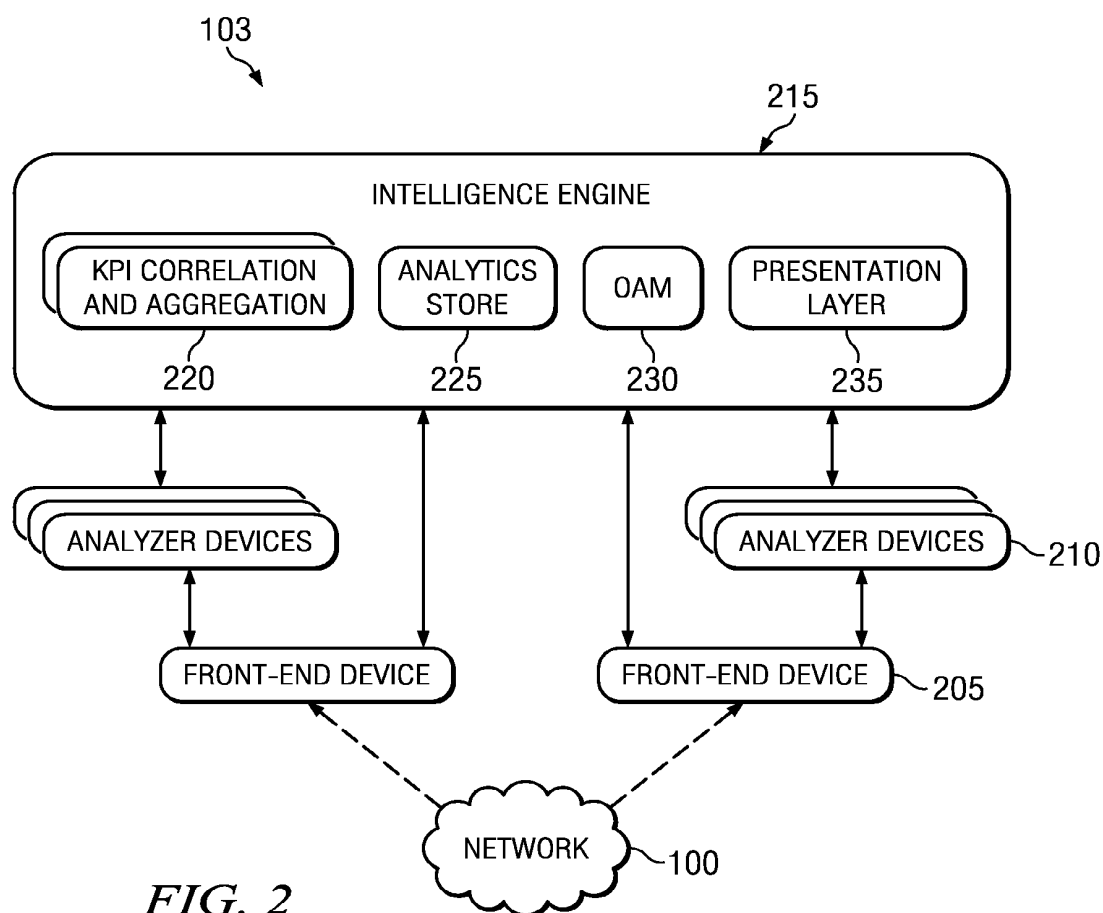 103
215
INTELLIGENCE ENGINE
KPI CORRELATION
AND AGGREGATION
ANALYTICS
STORE
OAM
PRESENTATION
LAYER
220
225
230
235
ANALYZER DEVICES
ANALYZER DEVICES
210
FRONT-END DEVICE
FRONT-END DEVICE
205
NETWORK
100
FIG. 2